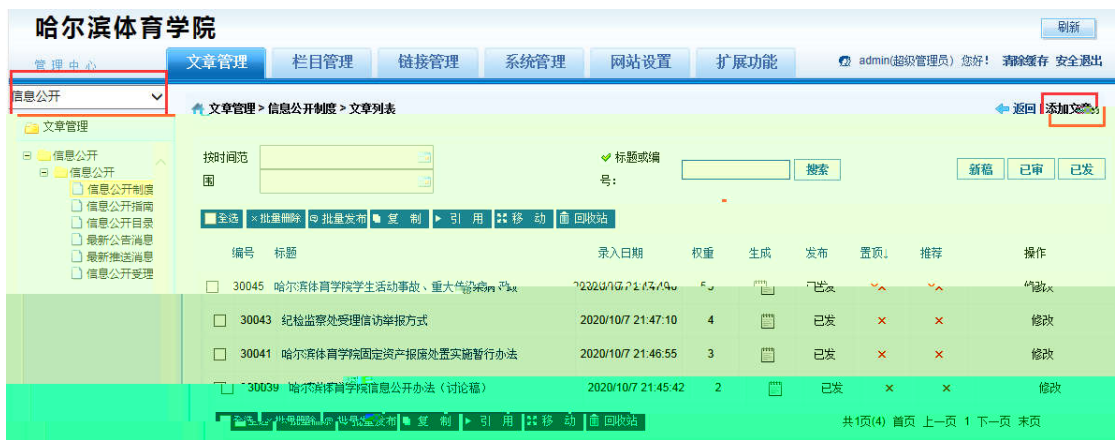 哈尔滨体育学院
刷新
管理中心
文章管理 栏目管理 链接管理 系统管理 网站设置 扩展功能
admin(超级管理员) 您好! 清除缓存 安全退出
信息公开
文章管理 > 信息公开制度 > 文章列表
返回 添加文章
文章管理
信息公开
信息公开
信息公开制度
信息公开指南
信息公开目录
最新公告消息
最新推送消息
信息公开受理
按时间范围
标题或编号:
搜索
新稿 已审 已发
全选 批量删除 批量发布 复制 引用 移动 回收站
编号 标题 录入日期 权重 生成 发布 置顶↓ 推荐 操作
30045 哈尔滨体育学院学生活动事故、重大 已发 修改
30043 纪检监察处受理信访举报方式 2020/10/7 21:47:10 4 已发 × × 修改
30041 哈尔滨体育学院固定资产报废处置实施暂行办法 2020/10/7 21:46:55 3 已发 × × 修改
30039 哈尔滨体育学院信息公开办法(讨论稿) 2020/10/7 21:45:42 2 已发 × × 修改
复制 引用 移动 回收站
共1页(4) 首页 上一页 1 下一页 末页